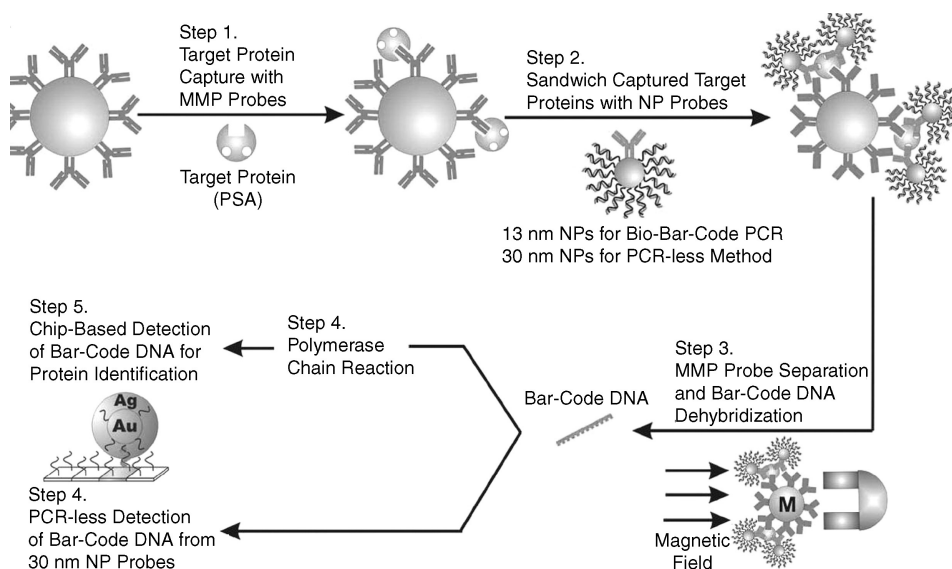 Step 1.
Target Protein
Capture with
MMP Probes
Target Protein
(PSA)
Step 2.
Sandwich Captured Target
Proteins with NP Probes
13 nm NPs for Bio-Bar-Code PCR
30 nm NPs for PCR-less Method
Step 3.
MMP Probe Separation
and Bar-Code DNA
Dehybridization
Magnetic
Field
M
Bar-Code DNA
Step 4.
Polymerase
Chain Reaction
Step 5.
Chip-Based Detection
of Bar-Code DNA for
Protein Identification
Ag
Au
Step 4.
PCR-less Detection
of Bar-Code DNA from
30 nm NP Probes